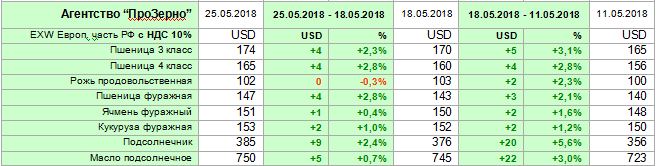 Агентство “ПроЗерно” 25.05.2018 25.05.2018 - 18.05.2018 18.05.2018 18.05.2018 - 11.05.2018 11.05.2018
EXW Европ. часть РФ с НДС 10% USD USD % USD USD % USD
Пшеница 3 класс 174 +4 +2,3% 170 +5 +3,1% 165
Пшеница 4 класс 165 +4 +2,8% 160 +4 +2,8% 156
Рожь продовольственная 102 0 -0,3% 103 +2 +2,3% 100
Пшеница фуражная 147 +4 +2,8% 143 +3 +2,1% 140
Ячмень фуражный 151 +1 +0,4% 150 +2 +1,6% 148
Кукуруза фуражная 153 +2 +1,0% 152 +2 +1,2% 150
Подсолнечник 385 +9 +2,4% 376 +20 +5,6% 356
Масло подсолнечное 750 +5 +0,7% 745 +22 +3,0% 723